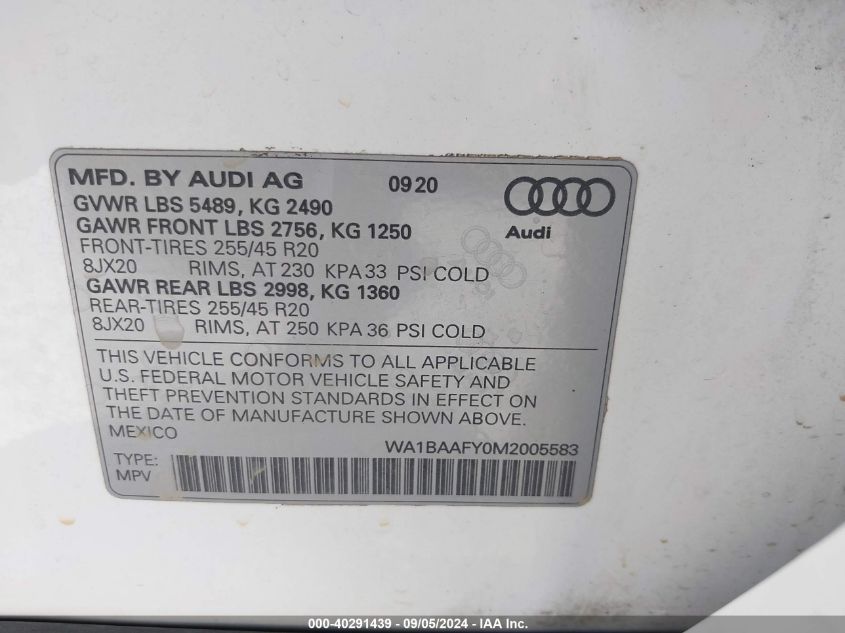 MFD. BY AUDI AG 09 20
GVWR LBS 5489, KG 2490
GAWR FRONT LBS 2756, KG 1250
Audi
FRONT-TIRES 255/45 R20
8JX20 RIMS, AT 230 KPA 33 PSI COLD
GAWR REAR LBS 2998, KG 1360
REAR-TIRES 255/45 R20
8JX20 RIMS, AT 250 KPA 36 PSI COLD
THIS VEHICLE CONFORMS TO ALL APPLICABLE
U.S. FEDERAL MOTOR VEHICLE SAFETY AND
THEFT PREVENTION STANDARDS IN EFFECT ON
THE DATE OF MANUFACTURE SHOWN ABOVE.
MEXICO
WA1BAAFY0M2005583
TYPE:
MPV
000-40291439 - 09/05/2024 - IAA Inc.